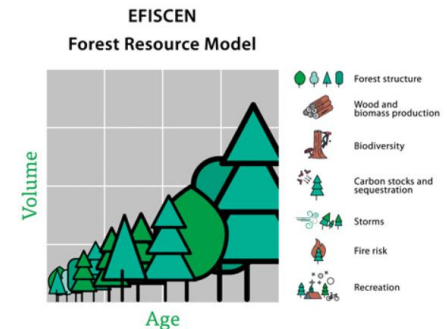 EFISCEN
Forest Resource Model
Volume
Age
Forest structure
Wood and
biomass production
Biodiversity
Carbon stocks and
sequestration
Storms
Fire risk
Recreation